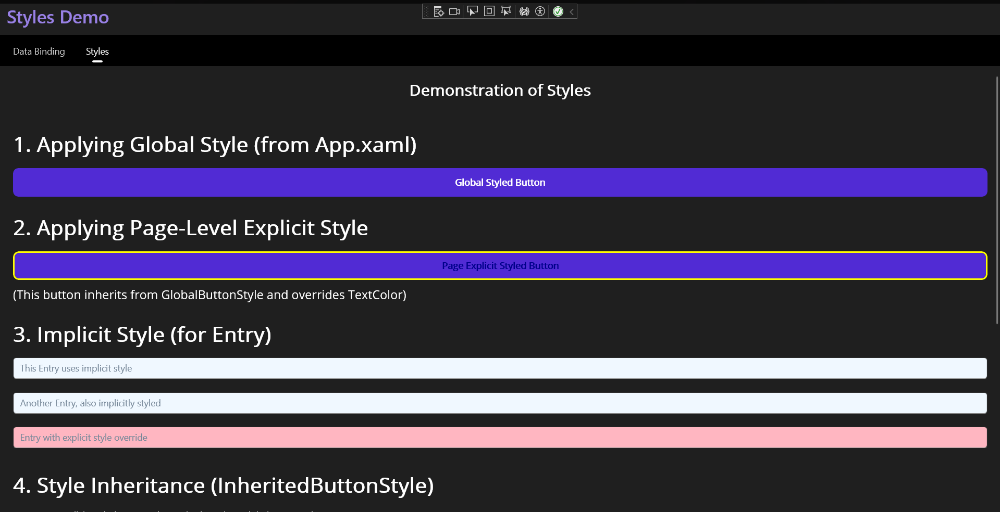 Styles Demo
Data Binding
Styles
Demonstration of Styles
1. Applying Global Style (from App.xaml)
Global Styled Button
2. Applying Page-Level Explicit Style
Page Explicit Styled Button
(This button inherits from GlobalButtonStyle and overrides TextColor)
3. Implicit Style (for Entry)
This Entry uses implicit style
Another Entry, also implicitly styled
Entry with explicit style override
4. Style Inheritance (InheritedButtonStyle)